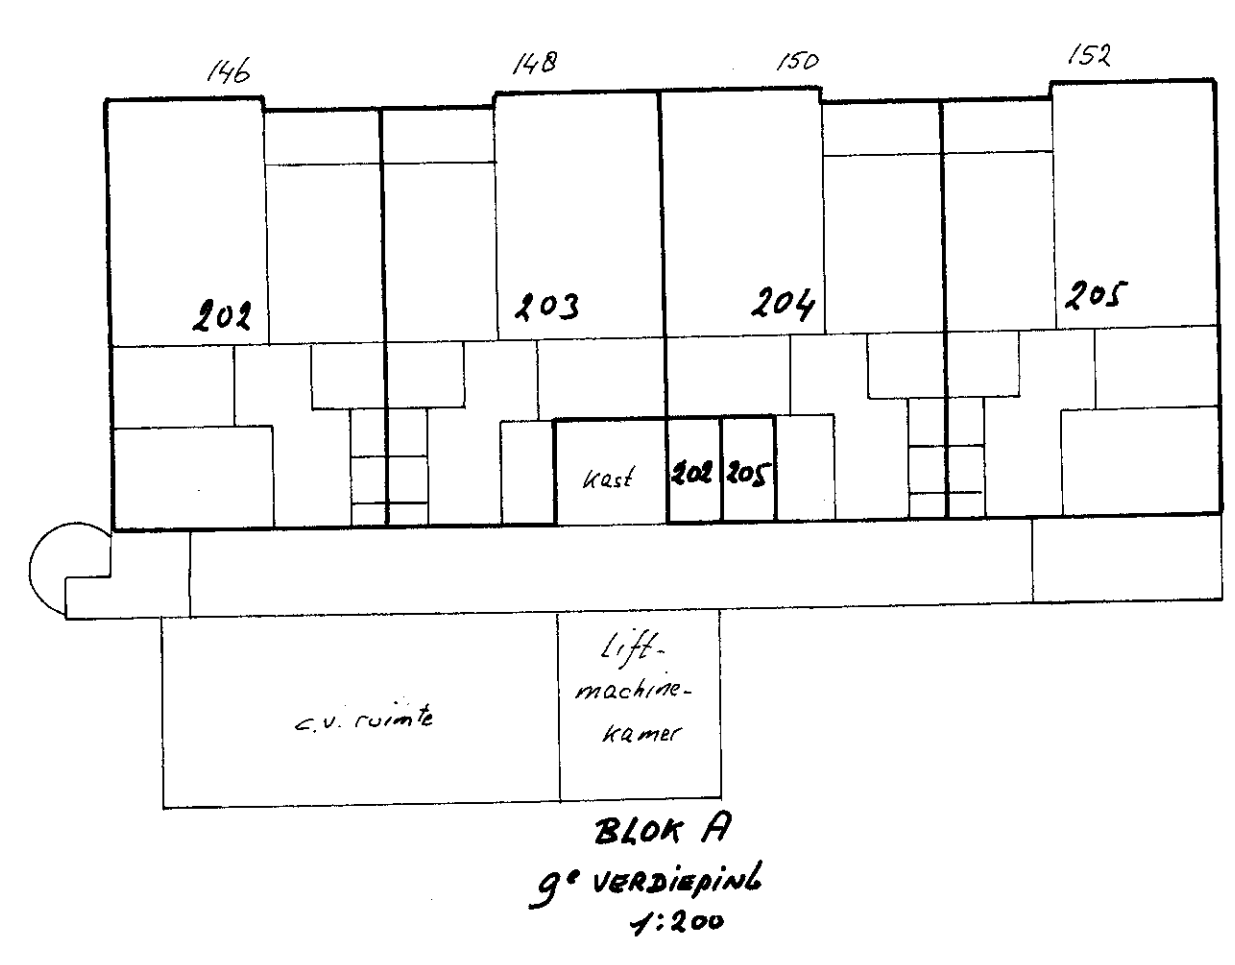 146 148 150 152
202 203 204 205
kast 202 205
Lift-
machine-
kamer
c.v. ruimte
BLOK A
9e VERDIEPING
1:200